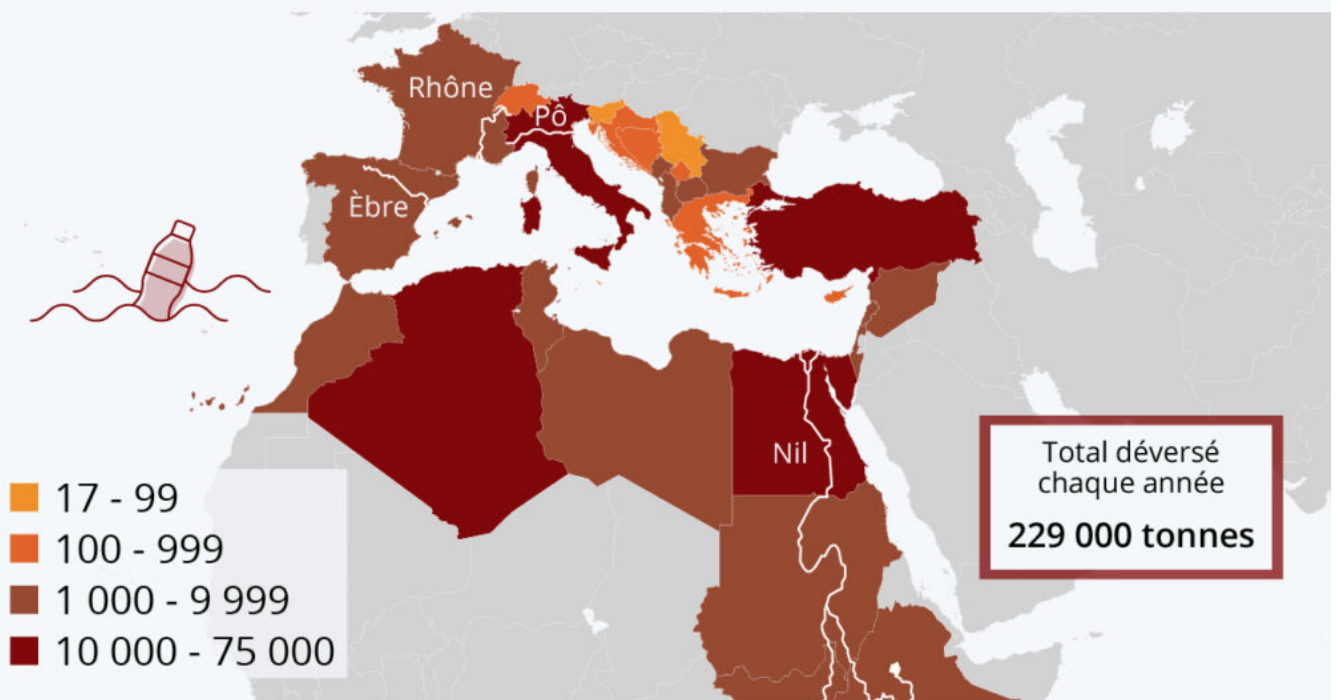 Rhône
Pô
Èbre
Nil
Total déversé
chaque année
229 000 tonnes
17 - 99
100 - 999
1 000 - 9 999
10 000 - 75 000